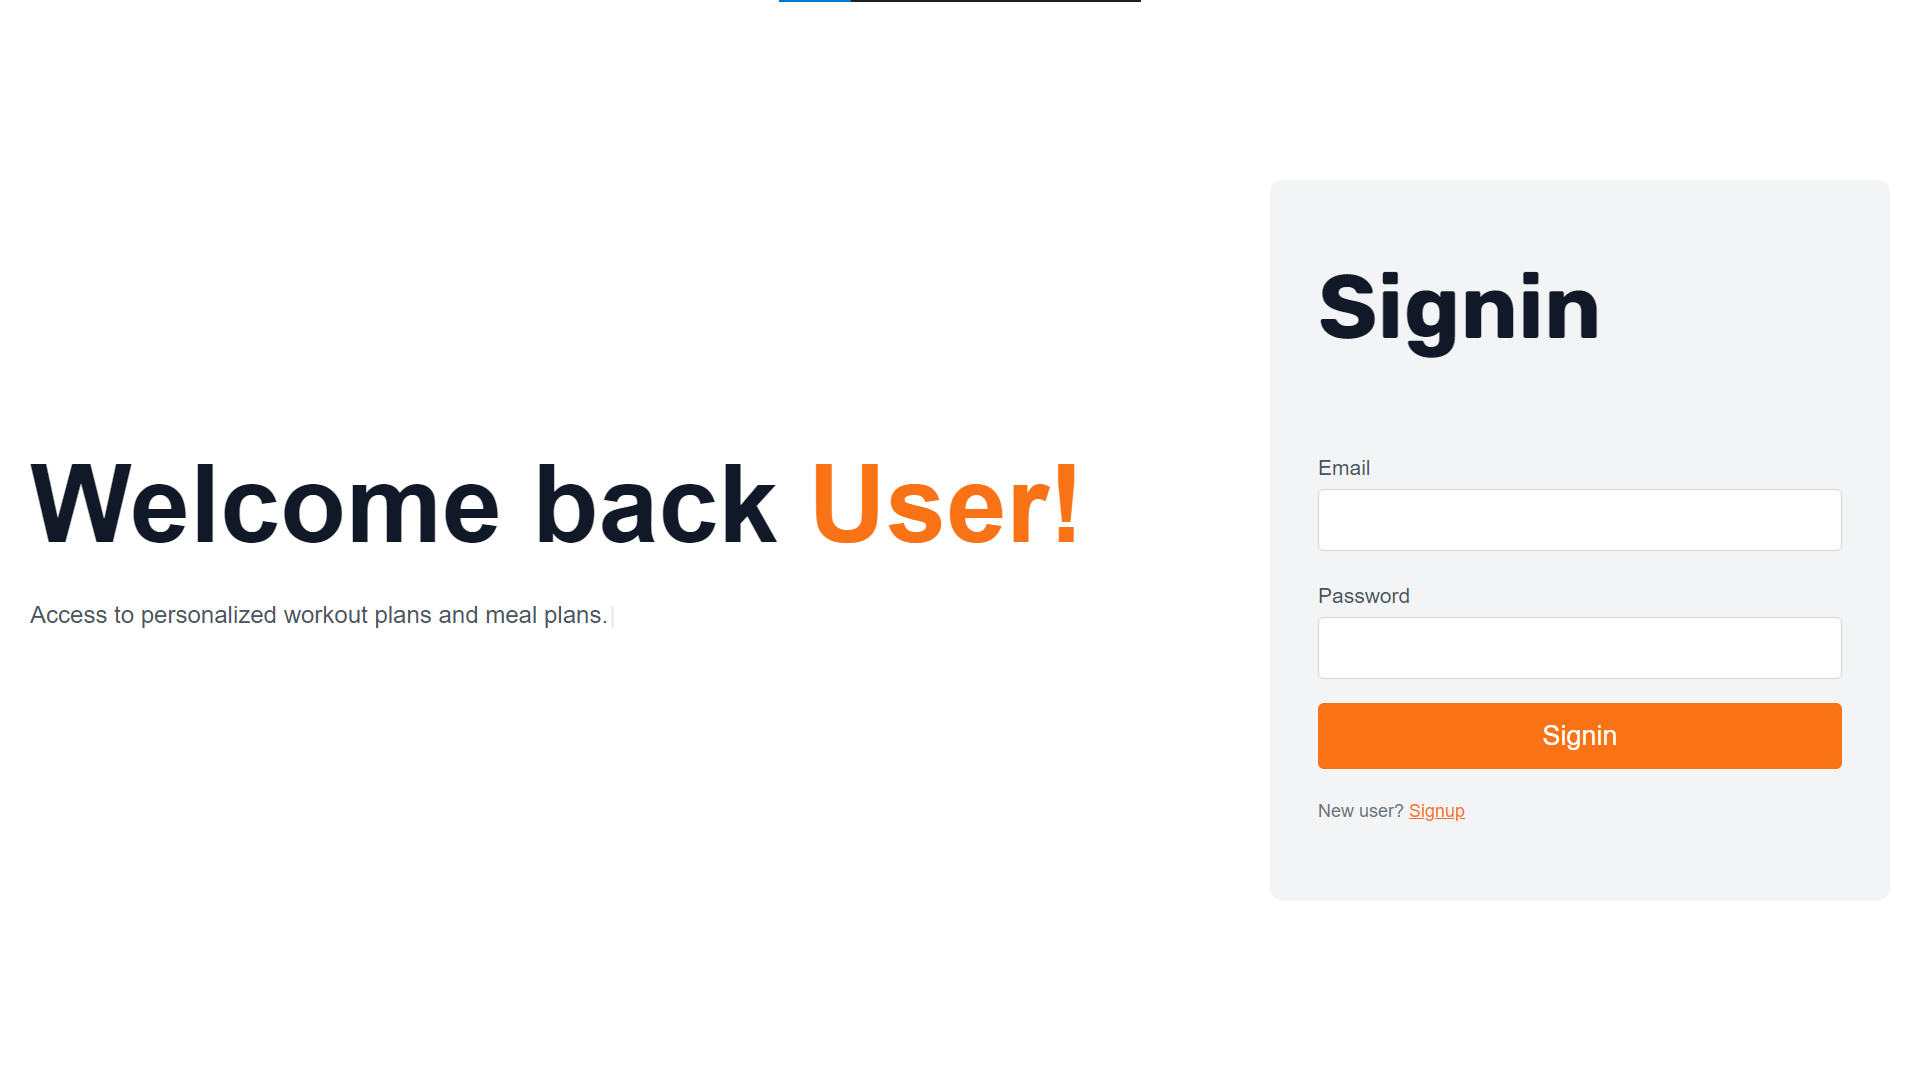 Welcome back User!
Access to personalized workout plans and meal plans.
Signin
Email
Password
Signin
New user? Signup